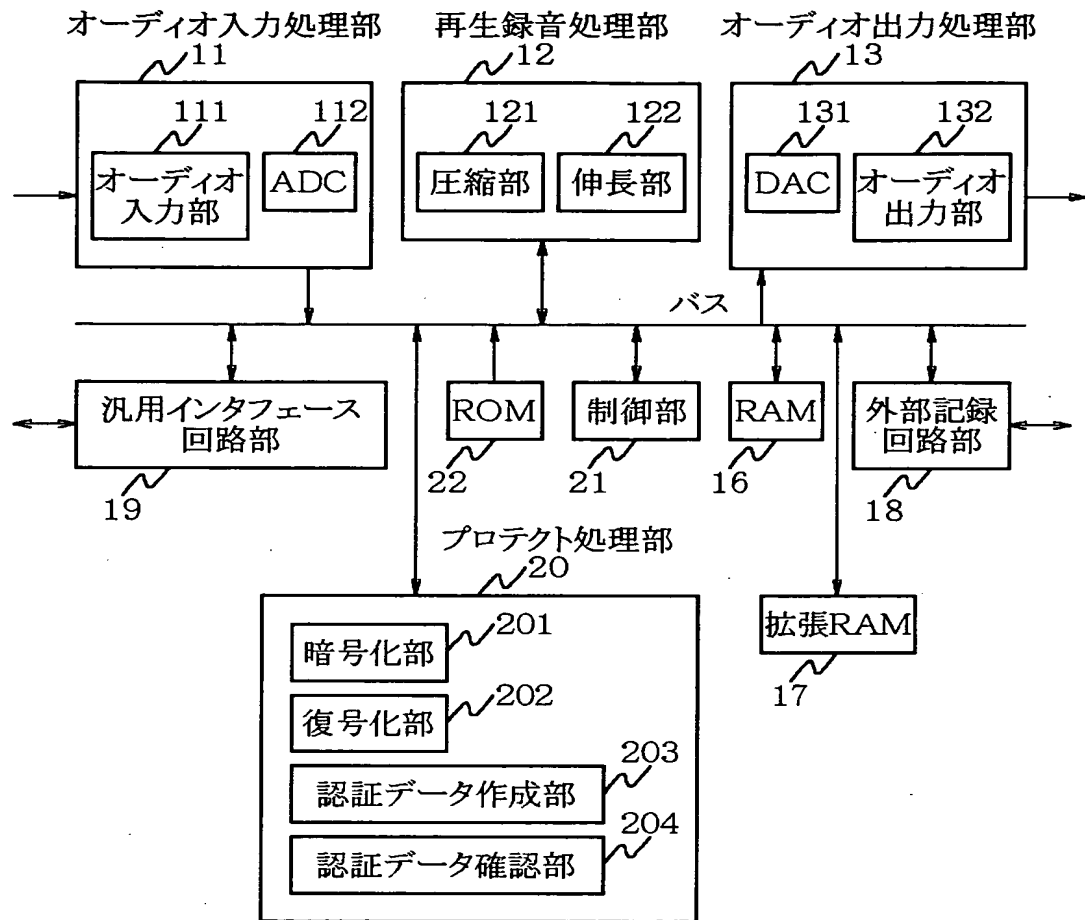 オーディオ入力処理部
再生録音処理部
オーディオ出力処理部
11
12
13
111
112
121
122
131
132
オーディオ
入力部
ADC
圧縮部
伸長部
DAC
オーディオ
出力部
バス
汎用インタフェース
回路部
ROM
制御部
RAM
外部記録
回路部
19
22
21
16
18
プロテクト処理部
20
暗号化部
201
復号化部
202
認証データ作成部
203
認証データ確認部
204
拡張RAM
17